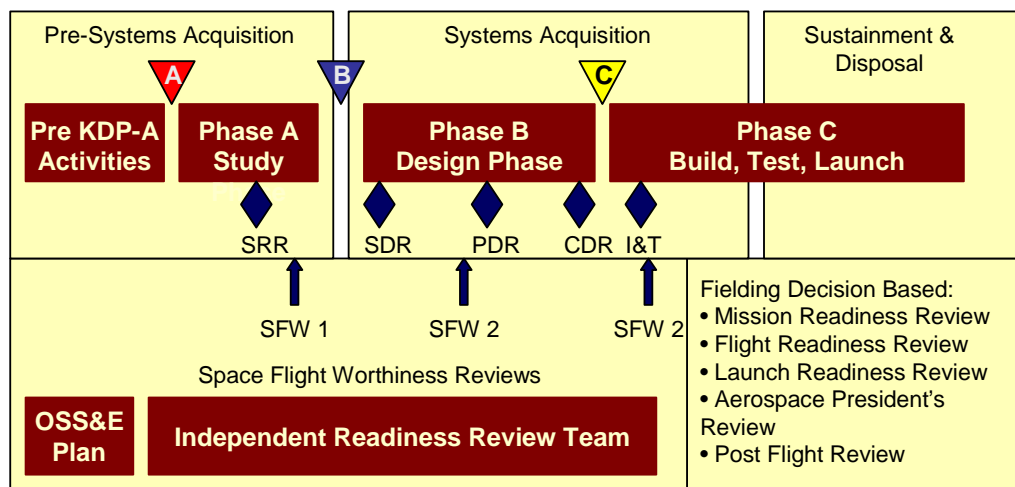 Pre-Systems Acquisition
Systems Acquisition
Sustainment &
Disposal
A
B
C
Pre KDP-A
Activities
Phase A
Study
Phase B
Design Phase
Phase C
Build, Test, Launch
SRR
SDR
PDR
CDR
I&T
SFW 1
SFW 2
SFW 2
Space Flight Worthiness Reviews
OSS&E
Plan
Independent Readiness Review Team
Fielding Decision Based:
• Mission Readiness Review
• Flight Readiness Review
• Launch Readiness Review
• Aerospace President's
Review
• Post Flight Review